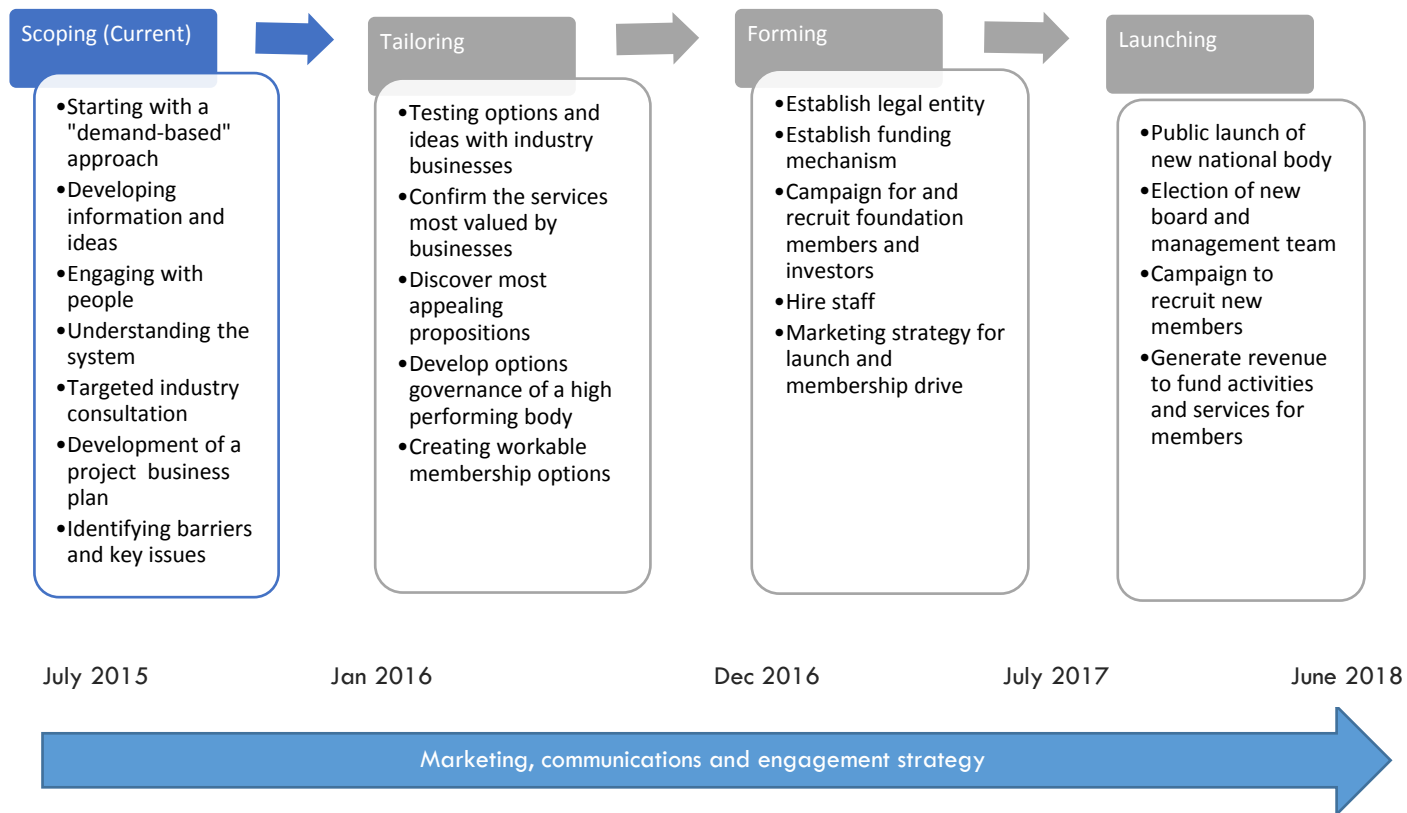 Scoping (Current)
•Starting with a
"demand-based"
approach
•Developing
information and
ideas
•Engaging with
people
•Understanding the
system
•Targeted industry
consultation
•Development of a
project business
plan
•Identifying barriers
and key issues
Tailoring
•Testing options and
ideas with industry
businesses
•Confirm the services
most valued by
businesses
•Discover most
appealing
propositions
•Develop options
governance of a high
performing body
•Creating workable
membership options
Forming
•Establish legal entity
•Establish funding
mechanism
•Campaign for and
recruit foundation
members and
investors
•Hire staff
•Marketing strategy for
launch and
membership drive
Launching
•Public launch of
new national body
•Election of new
board and
management team
•Campaign to
recruit new
members
•Generate revenue
to fund activities
and services for
members
July 2015
Jan 2016
Dec 2016
July 2017
June 2018
Marketing, communications and engagement strategy